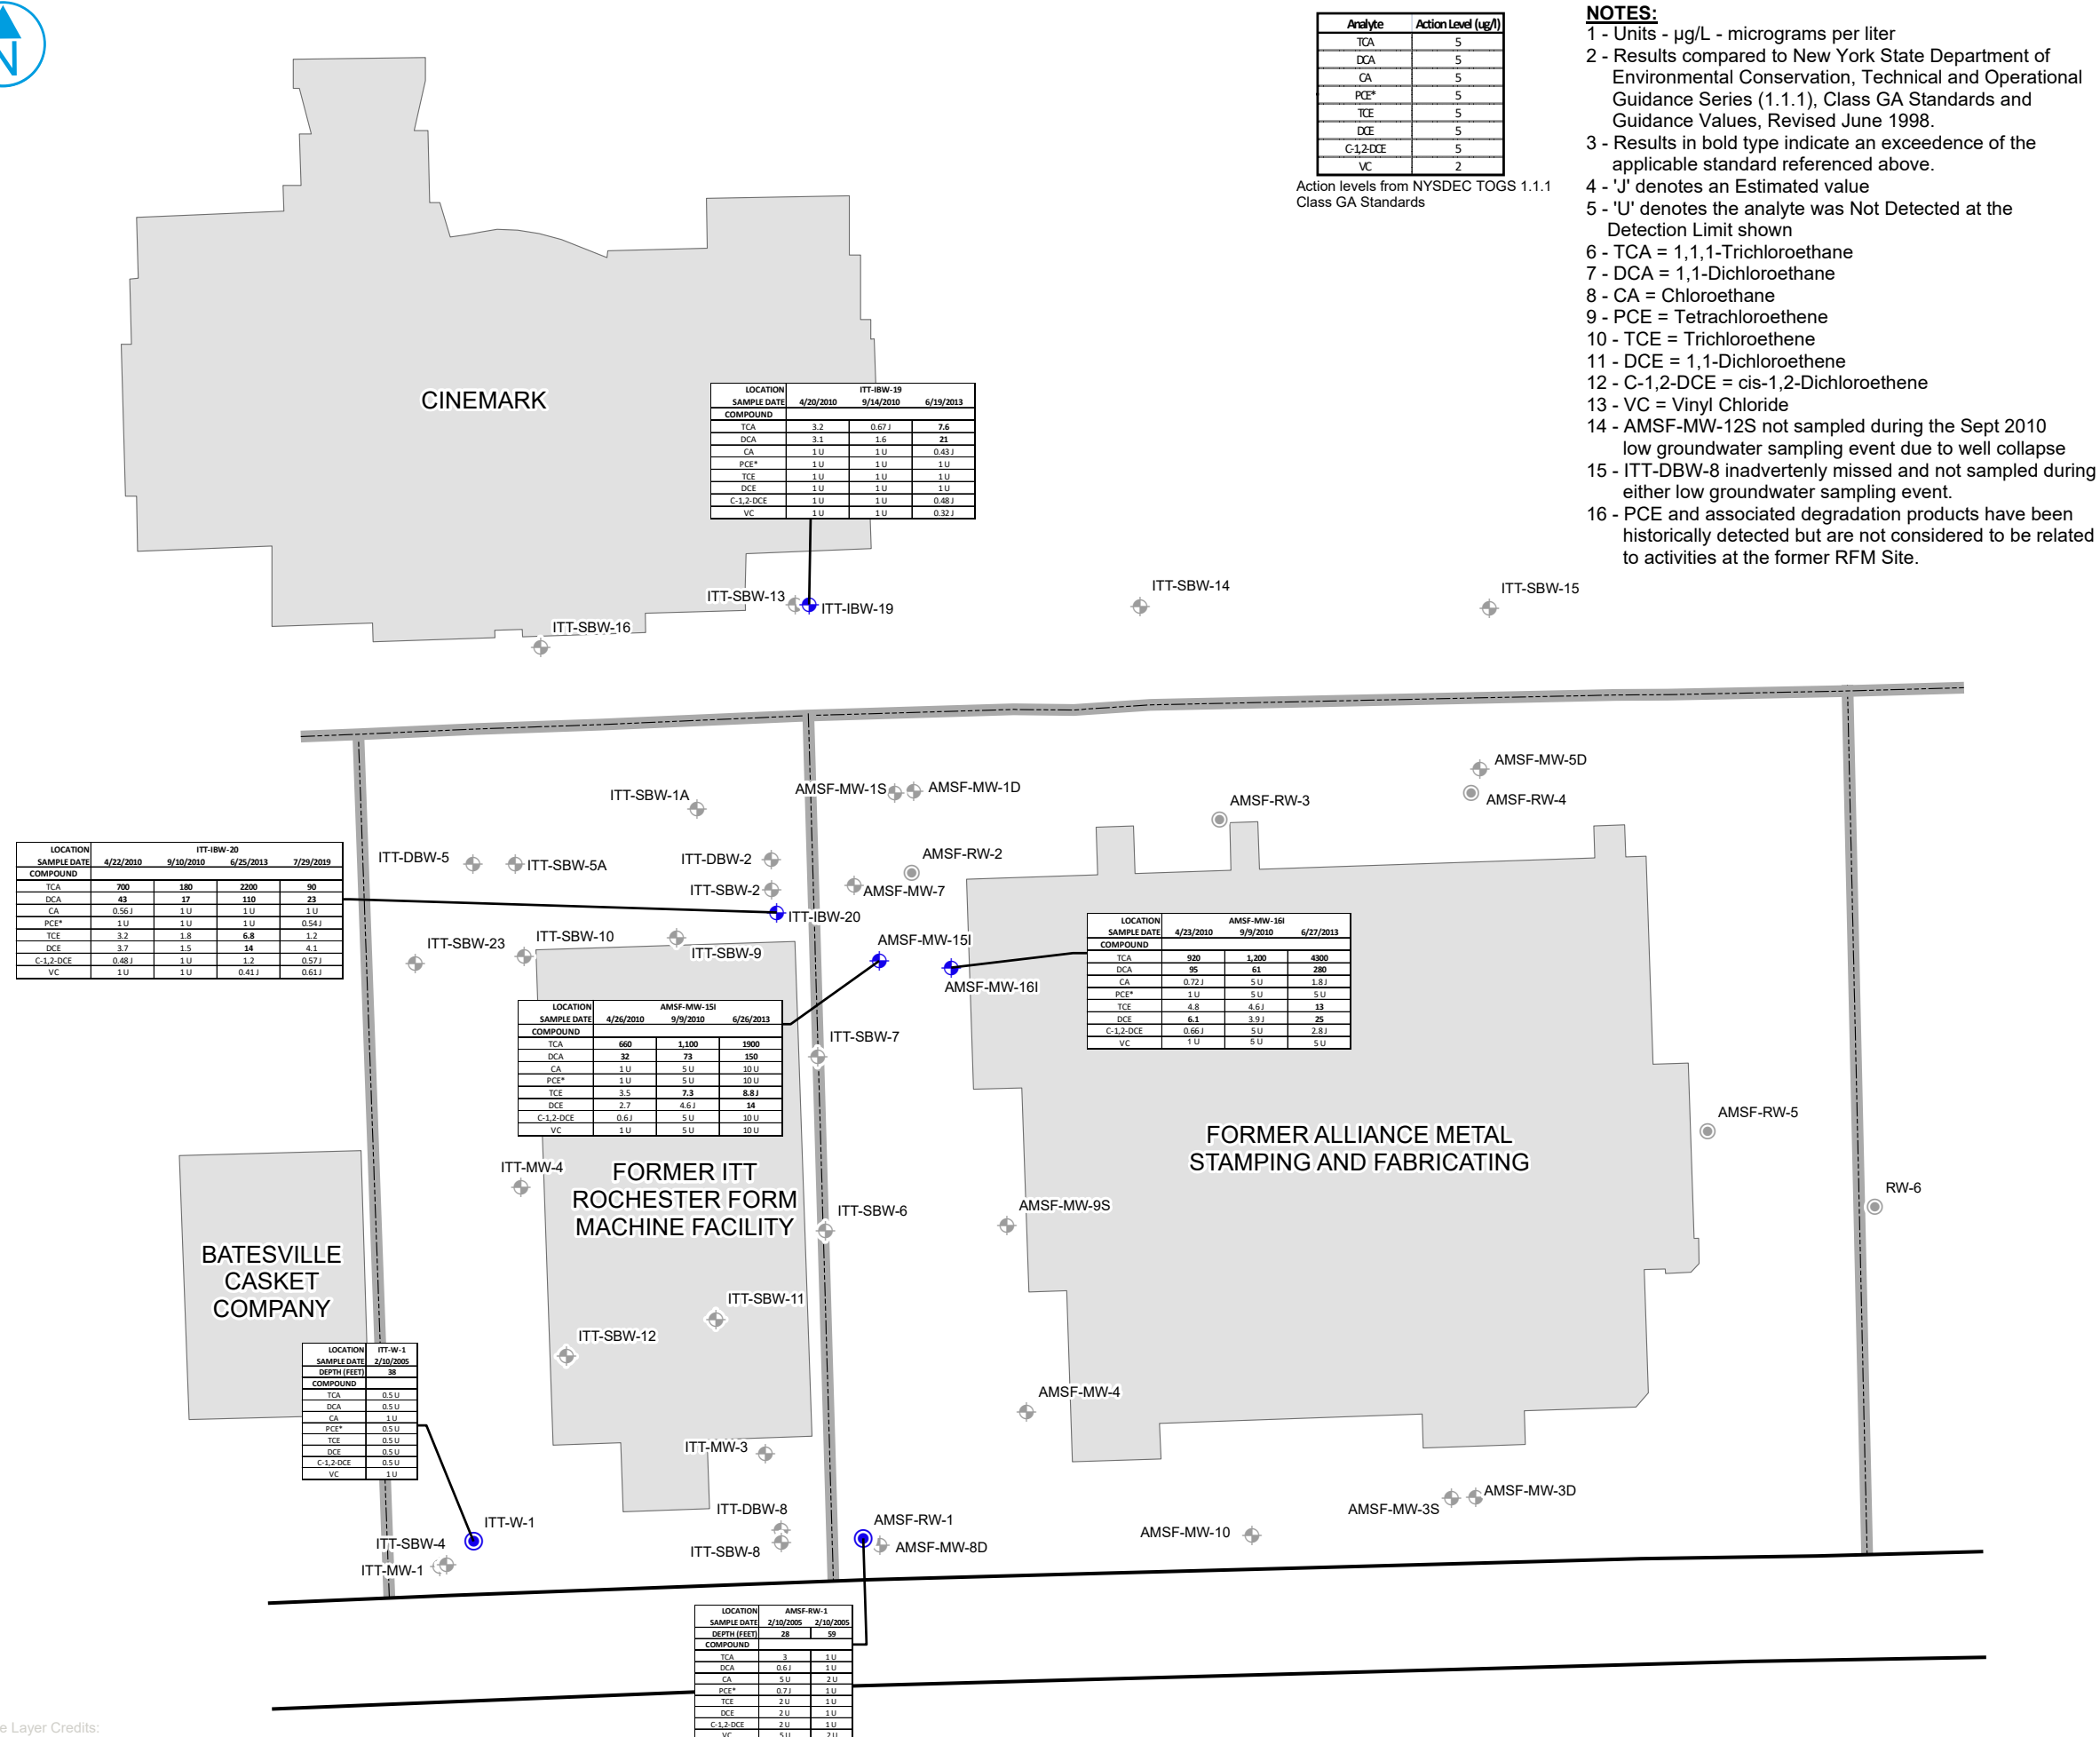 N
Analyte Action Level (ug/l)
TCA 5
DCA 5
CA 5
PCE* 5
TCE 5
DCE 5
C-1,2-DCE 5
VC 2
Action levels from NYSDEC TOGS 1.1.1
Class GA Standards
NOTES:
1 - Units - µg/L - micrograms per liter
2 - Results compared to New York State Department of
Environmental Conservation, Technical and Operational
Guidance Series (1.1.1), Class GA Standards and
Guidance Values, Revised June 1998.
3 - Results in bold type indicate an exceedence of the
applicable standard referenced above.
4 - 'J' denotes an Estimated value
5 - 'U' denotes the analyte was Not Detected at the
Detection Limit shown
6 - TCA = 1,1,1-Trichloroethane
7 - DCA = 1,1-Dichloroethane
8 - CA = Chloroethane
9 - PCE = Tetrachloroethene
10 - TCE = Trichloroethene
11 - DCE = 1,1-Dichloroethene
12 - C-1,2-DCE = cis-1,2-Dichloroethene
13 - VC = Vinyl Chloride
14 - AMSF-MW-12S not sampled during the Sept 2010
low groundwater sampling event due to well collapse
15 - ITT-DBW-8 inadvertenly missed and not sampled during
either low groundwater sampling event.
16 - PCE and associated degradation products have been
historically detected but are not considered to be related
to activities at the former RFM Site.
CINEMARK
LOCATION ITT-IBW-19
SAMPLE DATE 4/20/2010 9/14/2010 6/19/2013
COMPOUND
TCA 3.2 0.67 J 7.6
DCA 3.1 1.6 21
CA 1 U 1 U 0.43 J
PCE* 1 U 1 U 1 U
TCE 1 U 1 U 1 U
DCE 1 U 1 U 1 U
C-1,2-DCE 1 U 1 U 0.48 J
VC 1 U 1 U 0.32 J
ITT-SBW-13
ITT-IBW-19
ITT-SBW-14
ITT-SBW-15
ITT-SBW-16
AMSF-MW-5D
AMSF-RW-4
AMSF-MW-1S
AMSF-MW-1D
ITT-SBW-1A
AMSF-RW-3
LOCATION ITT-IBW-20
SAMPLE DATE 4/22/2010 9/10/2010 6/25/2013 7/29/2019
COMPOUND
TCA 700 180 2200 90
DCA 43 17 110 23
CA 0.56 J 1 U 1 U 1 U
PCE* 1 U 1 U 1 U 0.54 J
TCE 3.2 1.8 6.8 1.2
DCE 3.7 1.5 14 4.1
C-1,2-DCE 0.48 J 1 U 1.2 0.57 J
VC 1 U 1 U 0.41 J 0.61 J
ITT-DBW-5
ITT-SBW-5A
ITT-DBW-2
AMSF-RW-2
ITT-SBW-2
AMSF-MW-7
ITT-IBW-20
ITT-SBW-23
ITT-SBW-10
ITT-SBW-9
AMSF-MW-15I
AMSF-MW-16I
LOCATION AMSF-MW-16I
SAMPLE DATE 4/23/2010 9/9/2010 6/27/2013
COMPOUND
TCA 920 1,200 4300
DCA 95 61 280
CA 0.72 J 5 U 1.8 J
PCE* 1 U 5 U 5 U
TCE 4.8 4.6 J 13
DCE 6.1 3.9 J 25
C-1,2-DCE 0.66 J 5 U 2.8 J
VC 1 U 5 U 5 U
LOCATION AMSF-MW-15I
SAMPLE DATE 4/26/2010 9/9/2010 6/26/2013
COMPOUND
TCA 660 1,100 1900
DCA 32 73 150
CA 1 U 5 U 10 U
PCE* 1 U 5 U 10 U
TCE 3.5 7.3 8.8 J
DCE 2.7 4.6 J 14
C-1,2-DCE 0.6 J 5 U 10 U
VC 1 U 5 U 10 U
ITT-SBW-7
AMSF-RW-5
FORMER ALLIANCE METAL
STAMPING AND FABRICATING
ITT-MW-4
FORMER ITT
ROCHESTER FORM
MACHINE FACILITY
RW-6
AMSF-MW-9S
ITT-SBW-6
BATESVILLE
CASKET
COMPANY
ITT-SBW-11
ITT-SBW-12
AMSF-MW-4
LOCATION ITT-W-1
SAMPLE DATE 2/10/2005
DEPTH (FEET) 38
COMPOUND
TCA 0.5 U
DCA 0.5 U
CA 1 U
PCE* 0.5 U
TCE 0.5 U
DCE 0.5 U
C-1,2-DCE 0.5 U
VC 1 U
ITT-MW-3
AMSF-MW-3D
AMSF-MW-3S
ITT-DBW-8
AMSF-RW-1
ITT-W-1
AMSF-MW-10
ITT-SBW-4
ITT-SBW-8
AMSF-MW-8D
ITT-MW-1
LOCATION AMSF-RW-1
SAMPLE DATE 2/10/2005 2/10/2005
DEPTH (FEET) 28 59
COMPOUND
TCA 3 1 U
DCA 0.6 J 1 U
CA 5 U 2 U
PCE* 0.7 J 1 U
TCE 2 U 1 U
DCE 2 U 1 U
C-1,2-DCE 2 U 1 U
VC 5 U 2 U
e Layer Credits: